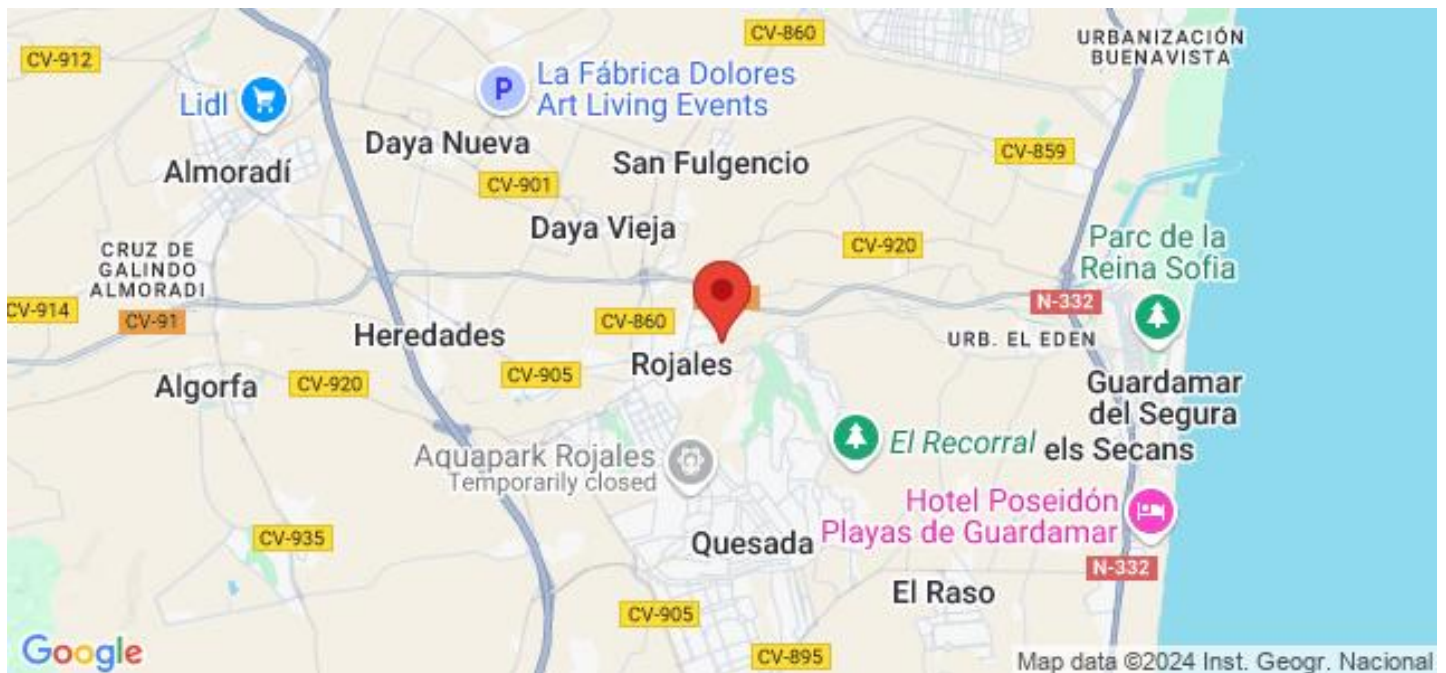 CV-860
URBANIZACIÓN
BUENAVISTA
CV-912
La Fábrica Dolores
Art Living Events
P
Lidl
Daya Nueva
San Fulgencio
CV-859
Almoradí
CV-901
Daya Vieja
CV-920
Parc de la
Reina Sofia
CRUZ DE
GALINDO
ALMORADI
CV-914
CV-91
CV-860
N-332
Heredades
URB. EL EDEN
Rojales
CV-905
Algorfa
CV-920
Guardamar
del Segura
El Recorral
els Secans
Aquapark Rojales
Temporarily closed
Hotel Poseidón
Playas de Guardamar
CV-935
Quesada
N-332
El Raso
CV-905
CV-895
Google
Map data ©2024 Inst. Geogr. Nacional